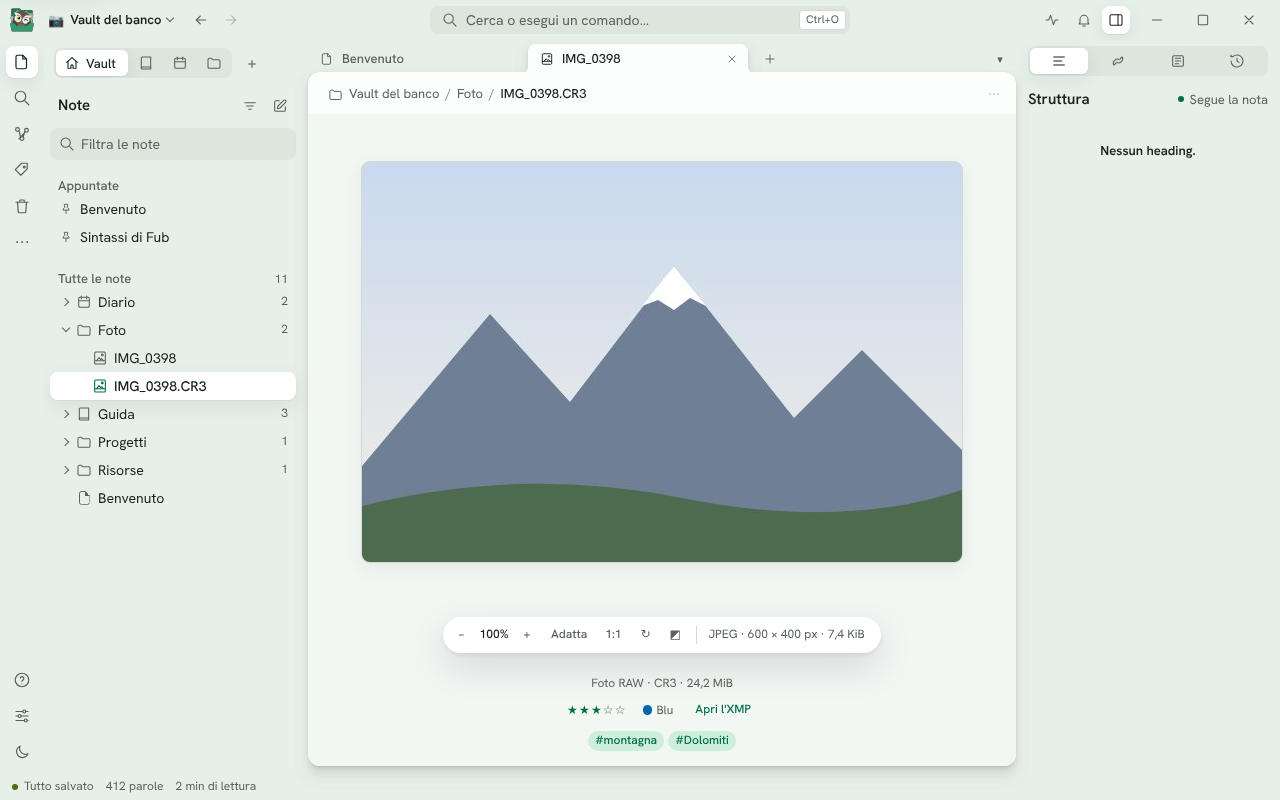 Vault del banco
Cerca o esegui un comando...
Ctrl+O
Vault
Note
Filtra le note
Appuntate
Benvenuto
Sintassi di Fub
Tutte le note 11
Diario 2
Foto 2
IMG_0398
IMG_0398.CR3
Guida 3
Progetti 1
Risorse 1
Benvenuto
Tutto salvato 412 parole 2 min di lettura
Benvenuto
IMG_0398
Vault del banco / Foto / IMG_0398.CR3
− 100% + Adatta 1:1 JPEG · 600 × 400 px · 7,4 KiB
Foto RAW · CR3 · 24,2 MiB
★★★☆☆ Blu Apri l'XMP
#montagna #Dolomiti
Struttura
Segue la nota
Nessun heading.